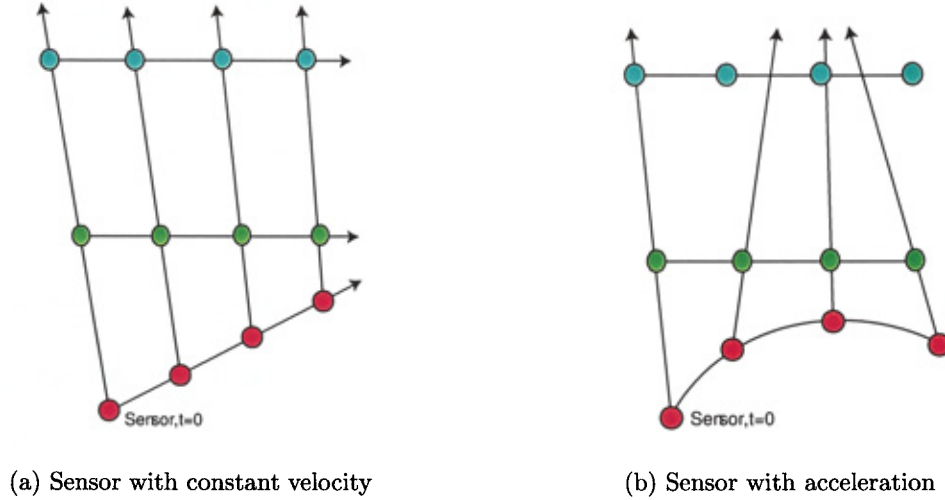 Sensor,t=0
Sensor,t=0
(a) Sensor with constant velocity
(b) Sensor with acceleration